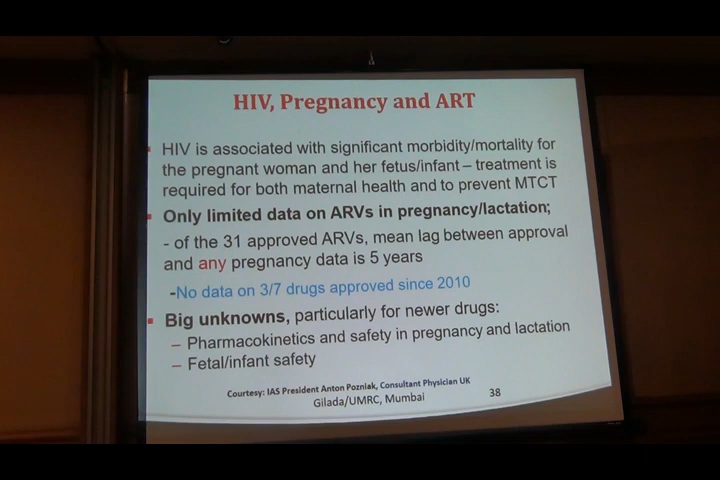 HIV, Pregnancy and ART
HIV is associated with significant morbidity/mortality for
the pregnant woman and her fetus/infant – treatment is
required for both maternal health and to prevent MTCT
Only limited data on ARVs in pregnancy/lactation;
- of the 31 approved ARVs, mean lag between approval
and any pregnancy data is 5 years
-No data on 3/7 drugs approved since 2010
Big unknowns, particularly for newer drugs:
– Pharmacokinetics and safety in pregnancy and lactation
– Fetal/infant safety
Courtesy: IAS President Anton Pozniak, Consultant Physician UK
Gilada/UMRC, Mumbai 38